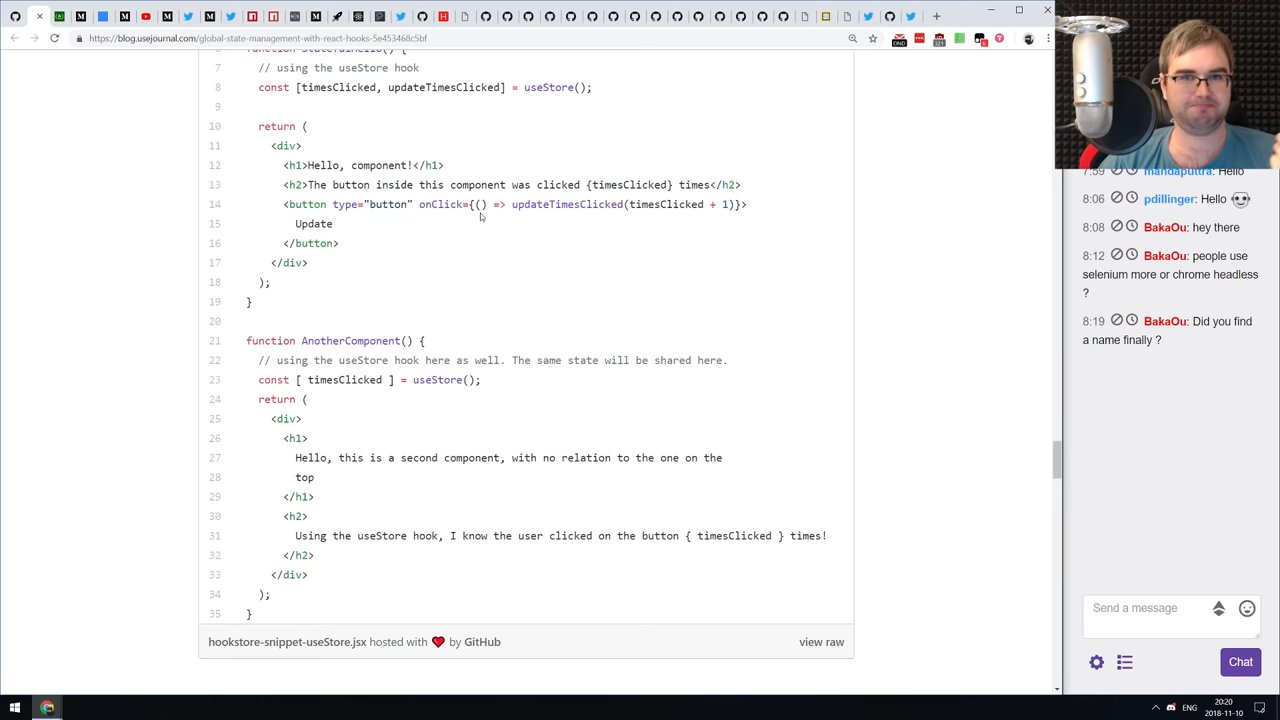 https://blog.usejournal.com/global-state-management-with-react-hooks-5e453468c5bf
DND
321
6
function StatefulHello() {
7 // using the useStore hook
8 const [timesClicked, updateTimesClicked] = useStore();
9
10 return (
11 <div>
12 <h1>Hello, component!</h1>
13 <h2>The button inside this component was clicked {timesClicked} times</h2>
14 <button type="button" onClick={() => updateTimesClicked(timesClicked + 1)}>
15 Update
16 </button>
17 </div>
18 );
19 }
20
21 function AnotherComponent() {
22 // using the useStore hook here as well. The same state will be shared here.
23 const [ timesClicked ] = useStore();
24 return (
25 <div>
26 <h1>
27 Hello, this is a second component, with no relation to the one on the
28 top
29 </h1>
30 <h2>
31 Using the useStore hook, I know the user clicked on the button { timesClicked } times!
32 </h2>
33 </div>
34 );
35 }
hookstore-snippet-useStore.jsx hosted with ❤ by GitHub
view raw
7:59 mandaputtra: Hello
8:06 pdillinger: Hello
8:08 BakaOu: hey there
8:12 BakaOu: people use
selenium more or chrome headless
?
8:19 BakaOu: Did you find
a name finally ?
Send a message
Chat
ENG
20:20
2018-11-10